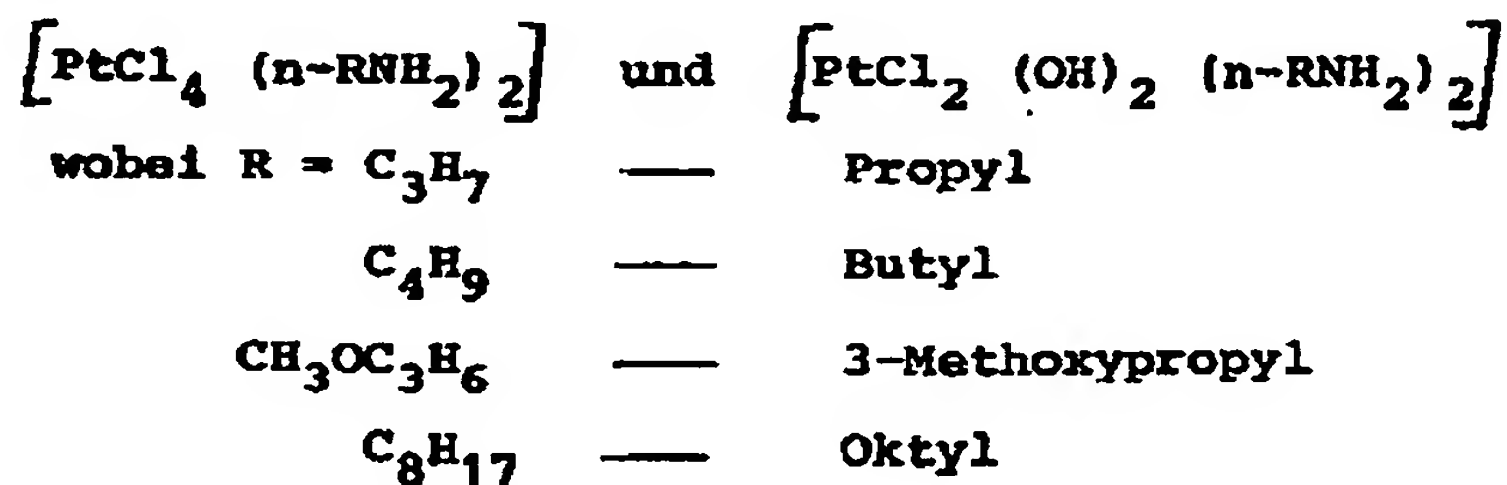 [PtCl₄ (n-RNH₂)₂] und [PtCl₂ (OH)₂ (n-RNH₂)₂]
wobei R = C₃H₇ — Propyl
C₄H₉ — Butyl
CH₃OC₃H₆ — 3-Methoxypropyl
C₈H₁₇ — Oktyl